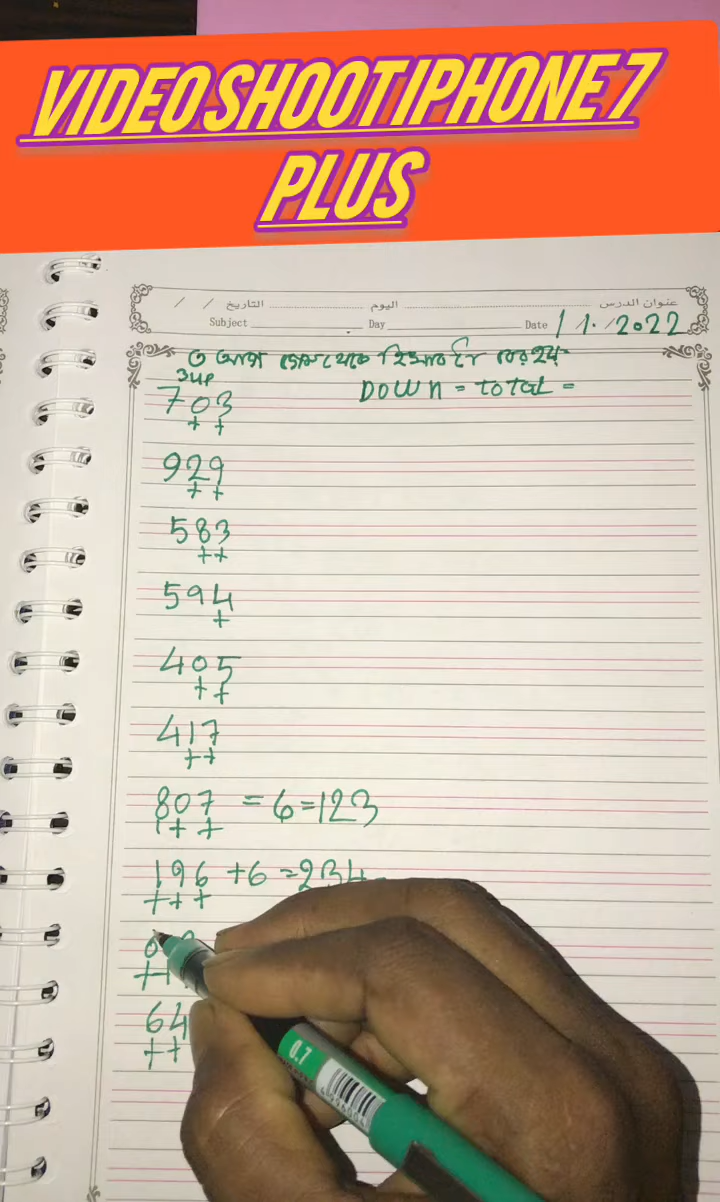 VIDEO SHOOT IPHONE 7
PLUS
التاريخ / / اليوم عنوان الدرس
Subject Day Date 1 / 1. / 2022
৩
3up
DOWN = total =
703
+ +
929
+ +
583
++
594
+
405
+ +
417
++
807 = 6 = 123
+ +
196 +6 = 234
+ + +
64
+ +
0.7